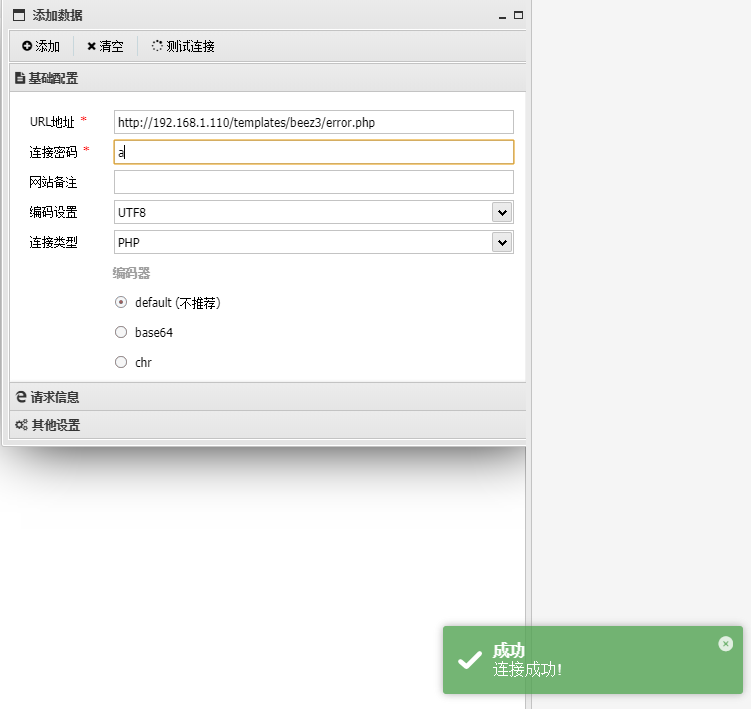 添加数据
添加 清空 测试连接
基础配置
URL地址 * http://192.168.1.110/templates/beez3/error.php
连接密码 * a
网站备注
编码设置 UTF8
连接类型 PHP
编码器
default (不推荐)
base64
chr
请求信息
其他设置
成功
连接成功!